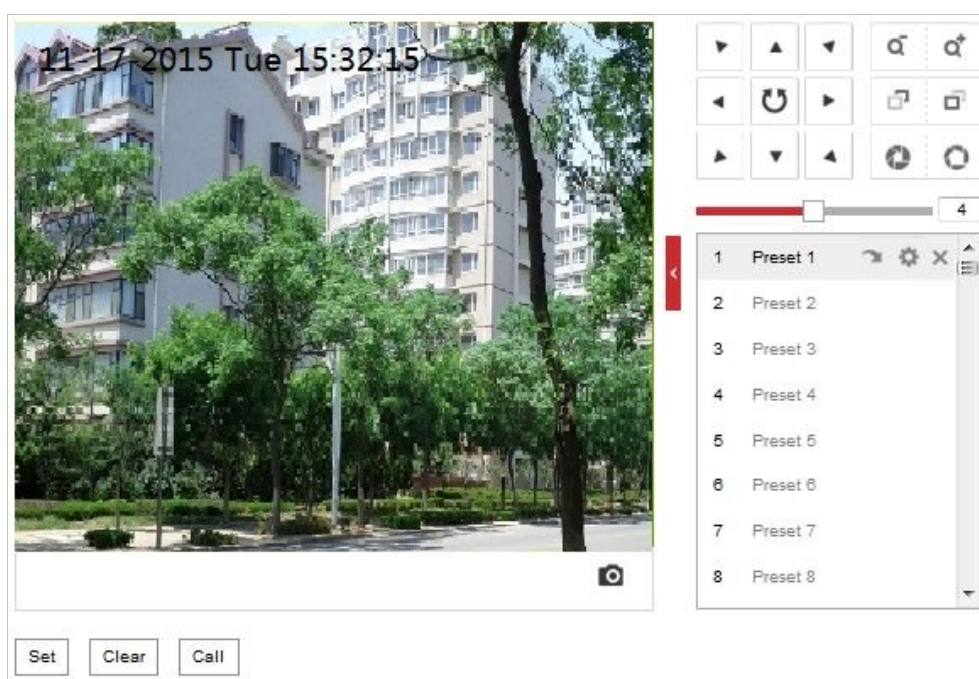 11-17-2015 Tue 15:32:15
4
1 Preset 1
2 Preset 2
3 Preset 3
4 Preset 4
5 Preset 5
6 Preset 6
7 Preset 7
8 Preset 8
Set Clear Call